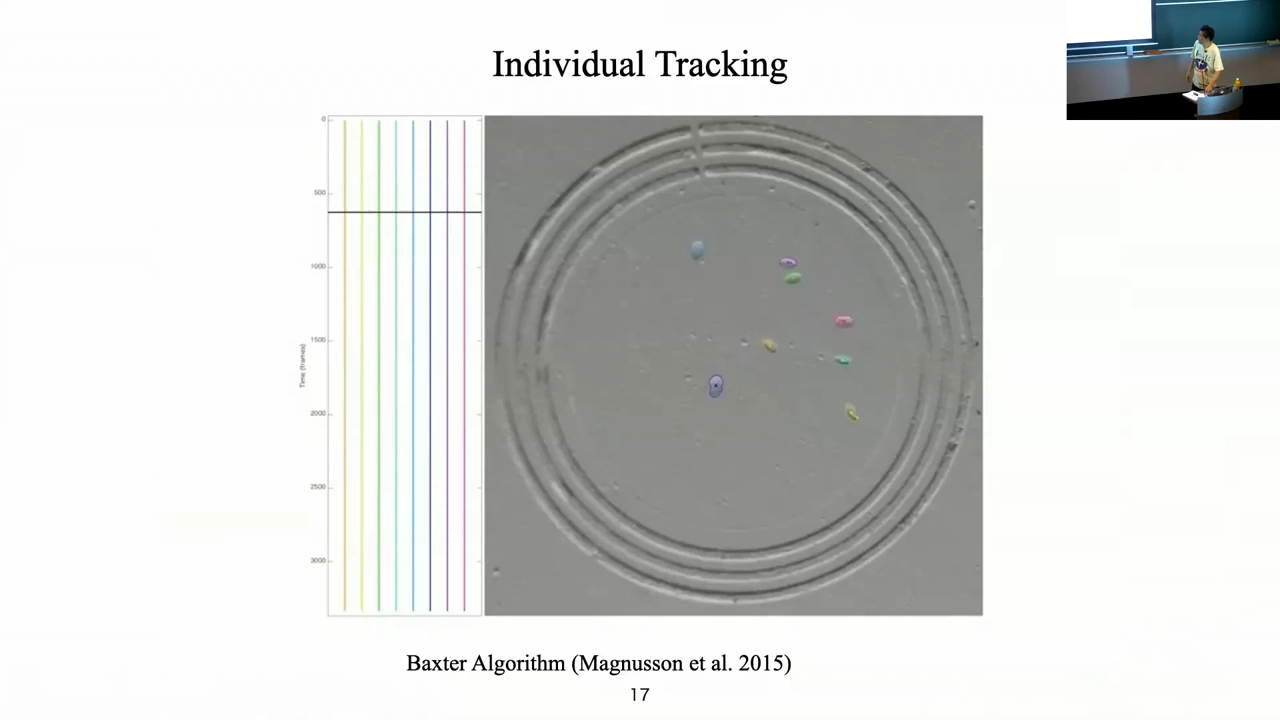 Individual Tracking
0
500
1000
1500
2000
2500
3000
Time (frames)
Baxter Algorithm (Magnusson et al. 2015)
17